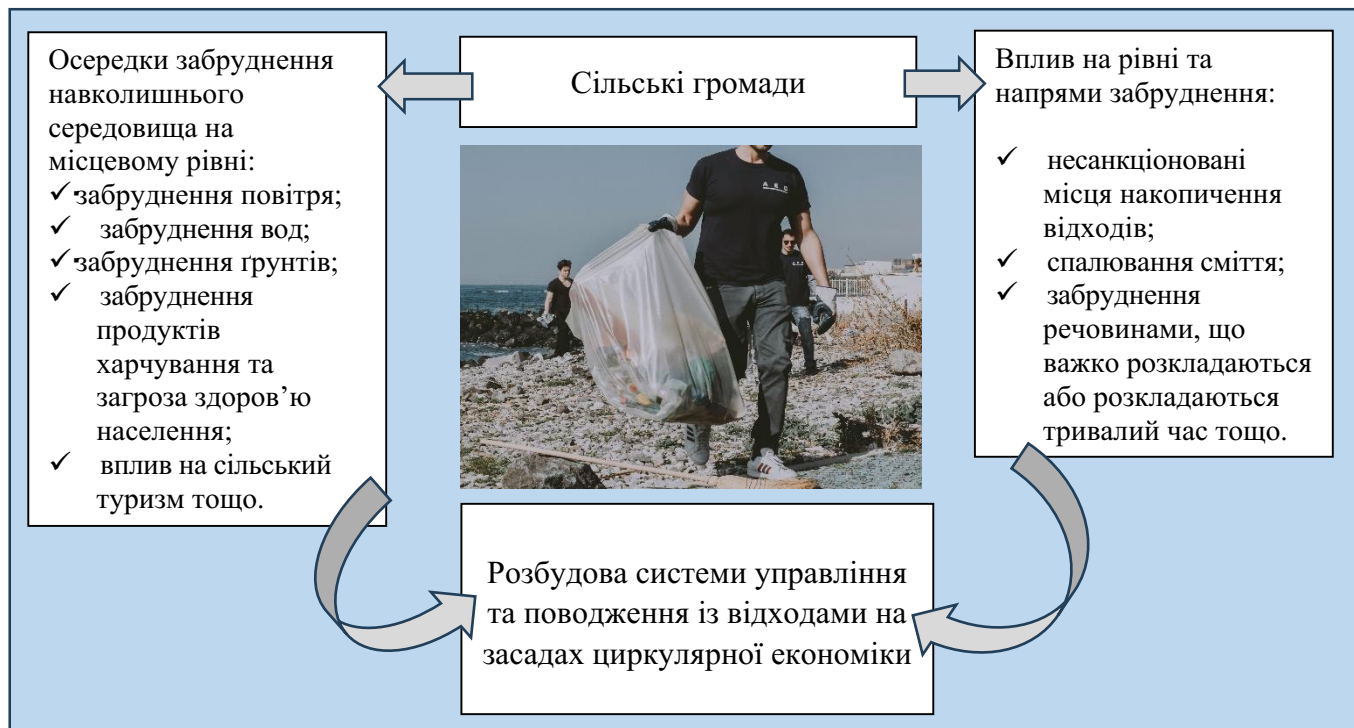 Осередки забруднення
навколишнього
середовища на
місцевому рівні:
✓забруднення повітря;
✓ забруднення вод;
✓забруднення ґрунтів;
✓ забруднення
продуктів
харчування та
загроза здоров’ю
населення;
✓ вплив на сільський
туризм тощо.
Сільські громади
Вплив на рівні та
напрями забруднення:
✓ несанкціоновані
місця накопичення
відходів;
✓ спалювання сміття;
✓ забруднення
речовинами, що
важко розкладаються
або розкладаються
тривалий час тощо.
Розбудова системи управління
та поводження із відходами на
засадах циркулярної економіки